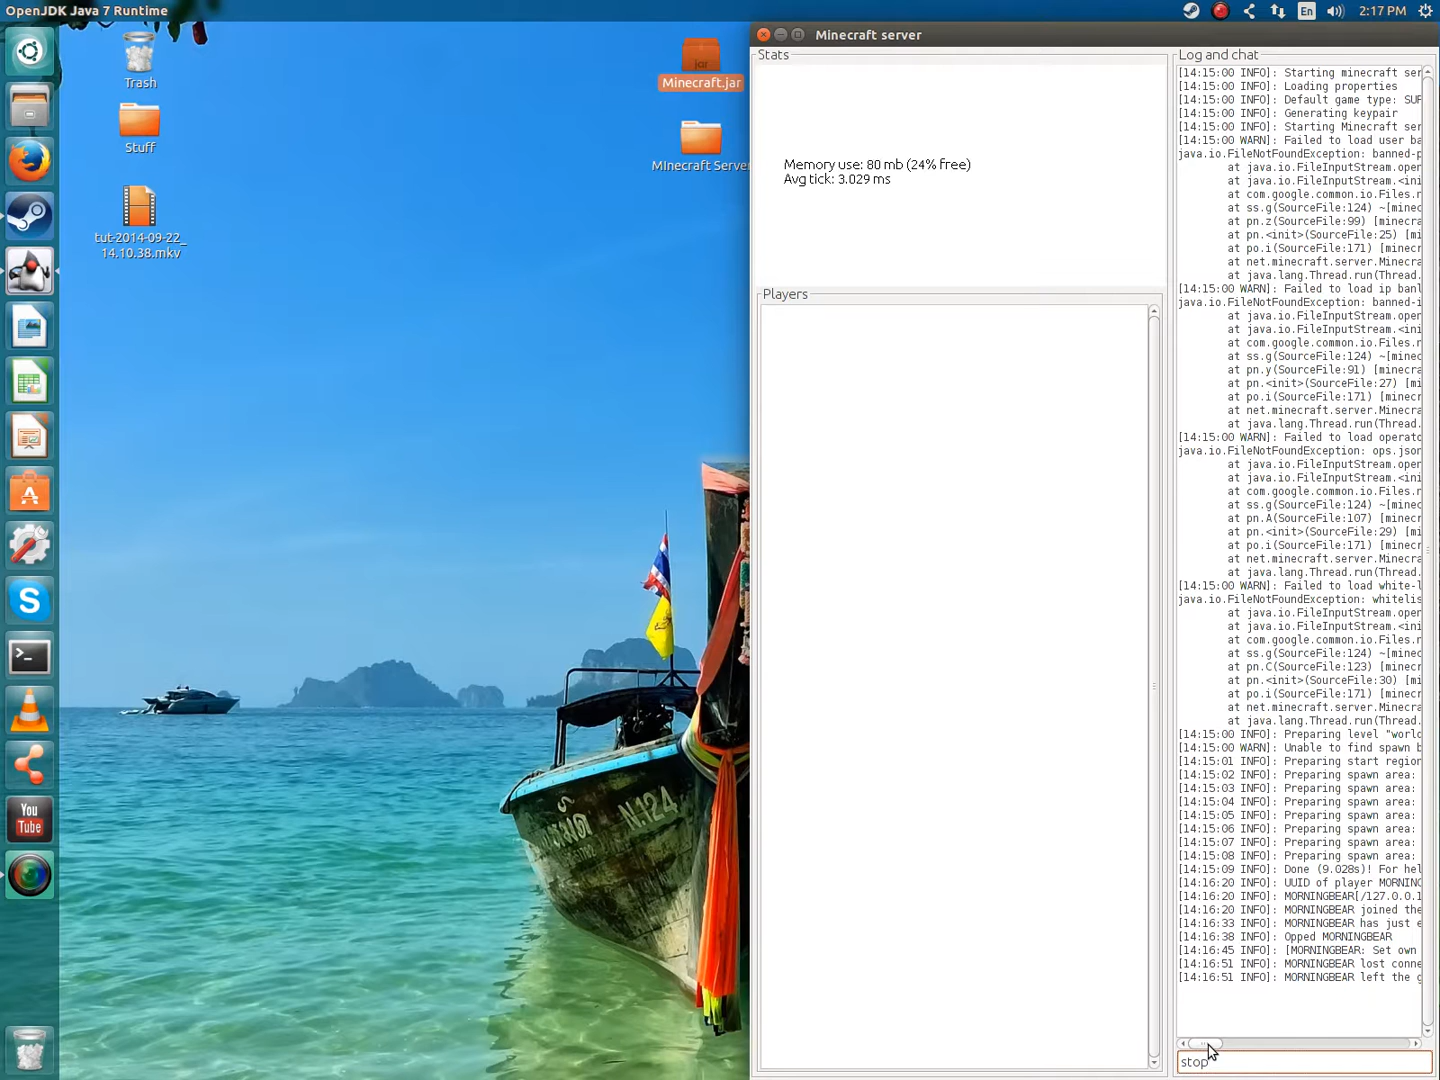 OpenJDK Java 7 Runtime
En
2:17 PM
Trash
Stuff
tut-2014-09-22_
14.10.38.mkv
jar
Minecraft.jar
MInecraft Server
Minecraft server
Stats
Memory use: 80 mb (24% free)
Avg tick: 3.029 ms
Players
Log and chat
[14:15:00 INFO]: Starting minecraft ser
[14:15:00 INFO]: Loading properties
[14:15:00 INFO]: Default game type: SUR
[14:15:00 INFO]: Generating keypair
[14:15:00 INFO]: Starting Minecraft ser
[14:15:00 WARN]: Failed to load user ba
java.io.FileNotFoundException: banned-p
at java.io.FileInputStream.open
at java.io.FileInputStream.<ini
at com.google.common.io.Files.n
at ss.g(SourceFile:124) ~[minec
at pn.z(SourceFile:99) [minecra
at pn.<init>(SourceFile:25) [mi
at po.i(SourceFile:171) [minecr
at net.minecraft.server.Minecra
at java.lang.Thread.run(Thread.
[14:15:00 WARN]: Failed to load ip banl
java.io.FileNotFoundException: banned-i
at java.io.FileInputStream.open
at java.io.FileInputStream.<ini
at com.google.common.io.Files.n
at ss.g(SourceFile:124) ~[minec
at pn.y(SourceFile:91) [minecra
at pn.<init>(SourceFile:27) [mi
at po.i(SourceFile:171) [minecr
at net.minecraft.server.Minecra
at java.lang.Thread.run(Thread.
[14:15:00 WARN]: Failed to load operato
java.io.FileNotFoundException: ops.json
at java.io.FileInputStream.open
at java.io.FileInputStream.<ini
at com.google.common.io.Files.n
at ss.g(SourceFile:124) ~[minec
at pn.A(SourceFile:107) [minecr
at pn.<init>(SourceFile:29) [mi
at po.i(SourceFile:171) [minecr
at net.minecraft.server.Minecra
at java.lang.Thread.run(Thread.
[14:15:00 WARN]: Failed to load white-l
java.io.FileNotFoundException: whitelis
at java.io.FileInputStream.open
at java.io.FileInputStream.<ini
at com.google.common.io.Files.n
at ss.g(SourceFile:124) ~[minec
at pn.C(SourceFile:123) [minecr
at pn.<init>(SourceFile:30) [mi
at po.i(SourceFile:171) [minecr
at net.minecraft.server.Minecra
at java.lang.Thread.run(Thread.
[14:15:00 INFO]: Preparing level "worlo
[14:15:00 WARN]: Unable to find spawn b
[14:15:01 INFO]: Preparing start region
[14:15:02 INFO]: Preparing spawn area:
[14:15:03 INFO]: Preparing spawn area:
[14:15:04 INFO]: Preparing spawn area:
[14:15:05 INFO]: Preparing spawn area:
[14:15:06 INFO]: Preparing spawn area:
[14:15:07 INFO]: Preparing spawn area:
[14:15:08 INFO]: Preparing spawn area:
[14:15:09 INFO]: Done (9.028s)! For hel
[14:16:20 INFO]: UUID of player MORNING
[14:16:20 INFO]: MORNINGBEAR[/127.0.0.1
[14:16:20 INFO]: MORNINGBEAR joined the
[14:16:33 INFO]: MORNINGBEAR has just e
[14:16:38 INFO]: Opped MORNINGBEAR
[14:16:45 INFO]: [MORNINGBEAR: Set own
[14:16:51 INFO]: MORNINGBEAR lost conne
[14:16:51 INFO]: MORNINGBEAR left the g
stop
S
You
Tube
N.124